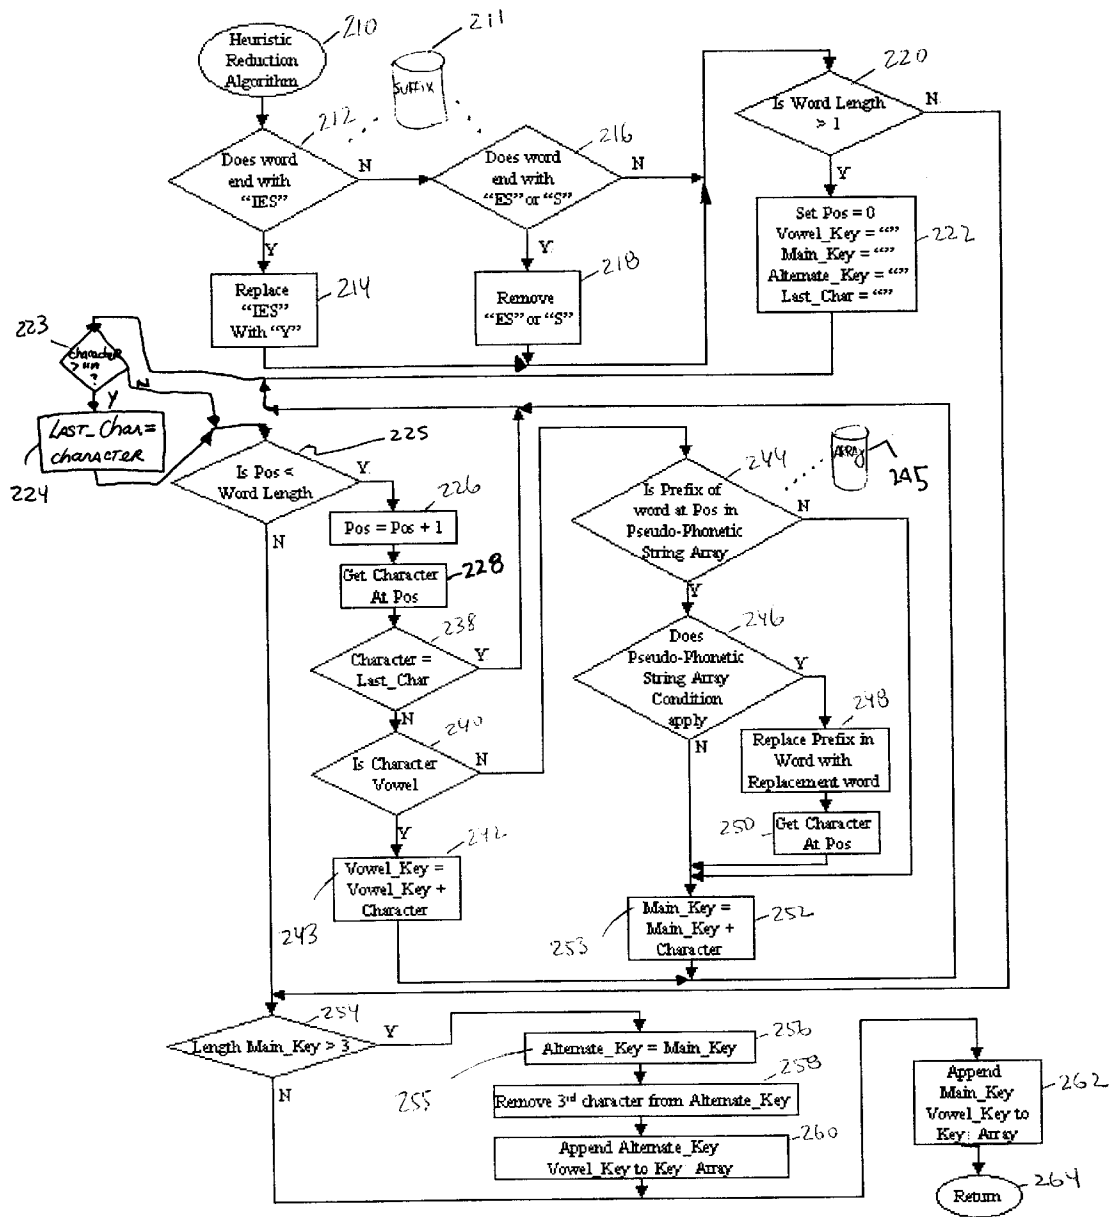 Heuristic
Reduction
Algorithm
210
211
SUFFIX
212
Does word
end with
“IES”
N
Y
216
Does word
end with
“ES” or “S”
N
Y
220
Is Word Length
> 1
N
Y
Replace
“IES”
With “Y”
214
Remove
“ES” or “S”
218
Set Pos = 0
Vowel_Key = “”
Main_Key = “”
Alternate_Key = “”
Last_Char = “”
222
223
character
> ""
?
N
Y
LAST_Char=
character
224
225
Is Pos <
Word Length
Y
N
226
Pos = Pos + 1
Get Character
At Pos
228
238
Character =
Last_Char
Y
N
240
Is Character
Vowel
N
Y
242
Vowel_Key =
Vowel_Key +
Character
243
244
Is Prefix of
word at Pos in
Pseudo-Phonetic
String Array
N
Y
ARRAY
245
246
Does
Pseudo-Phonetic
String Array
Condition
apply
Y
N
248
Replace Prefix in
Word with
Replacement word
250
Get Character
At Pos
Main_Key =
Main_Key +
Character
252
253
254
Length Main_Key > 3
Y
N
Alternate_Key = Main_Key
256
255
258
Remove 3rd character from Alternate_Key
260
Append Alternate_Key
Vowel_Key to Key_Array
Append
Main_Key
Vowel_Key to
Key_Array
262
Return
264